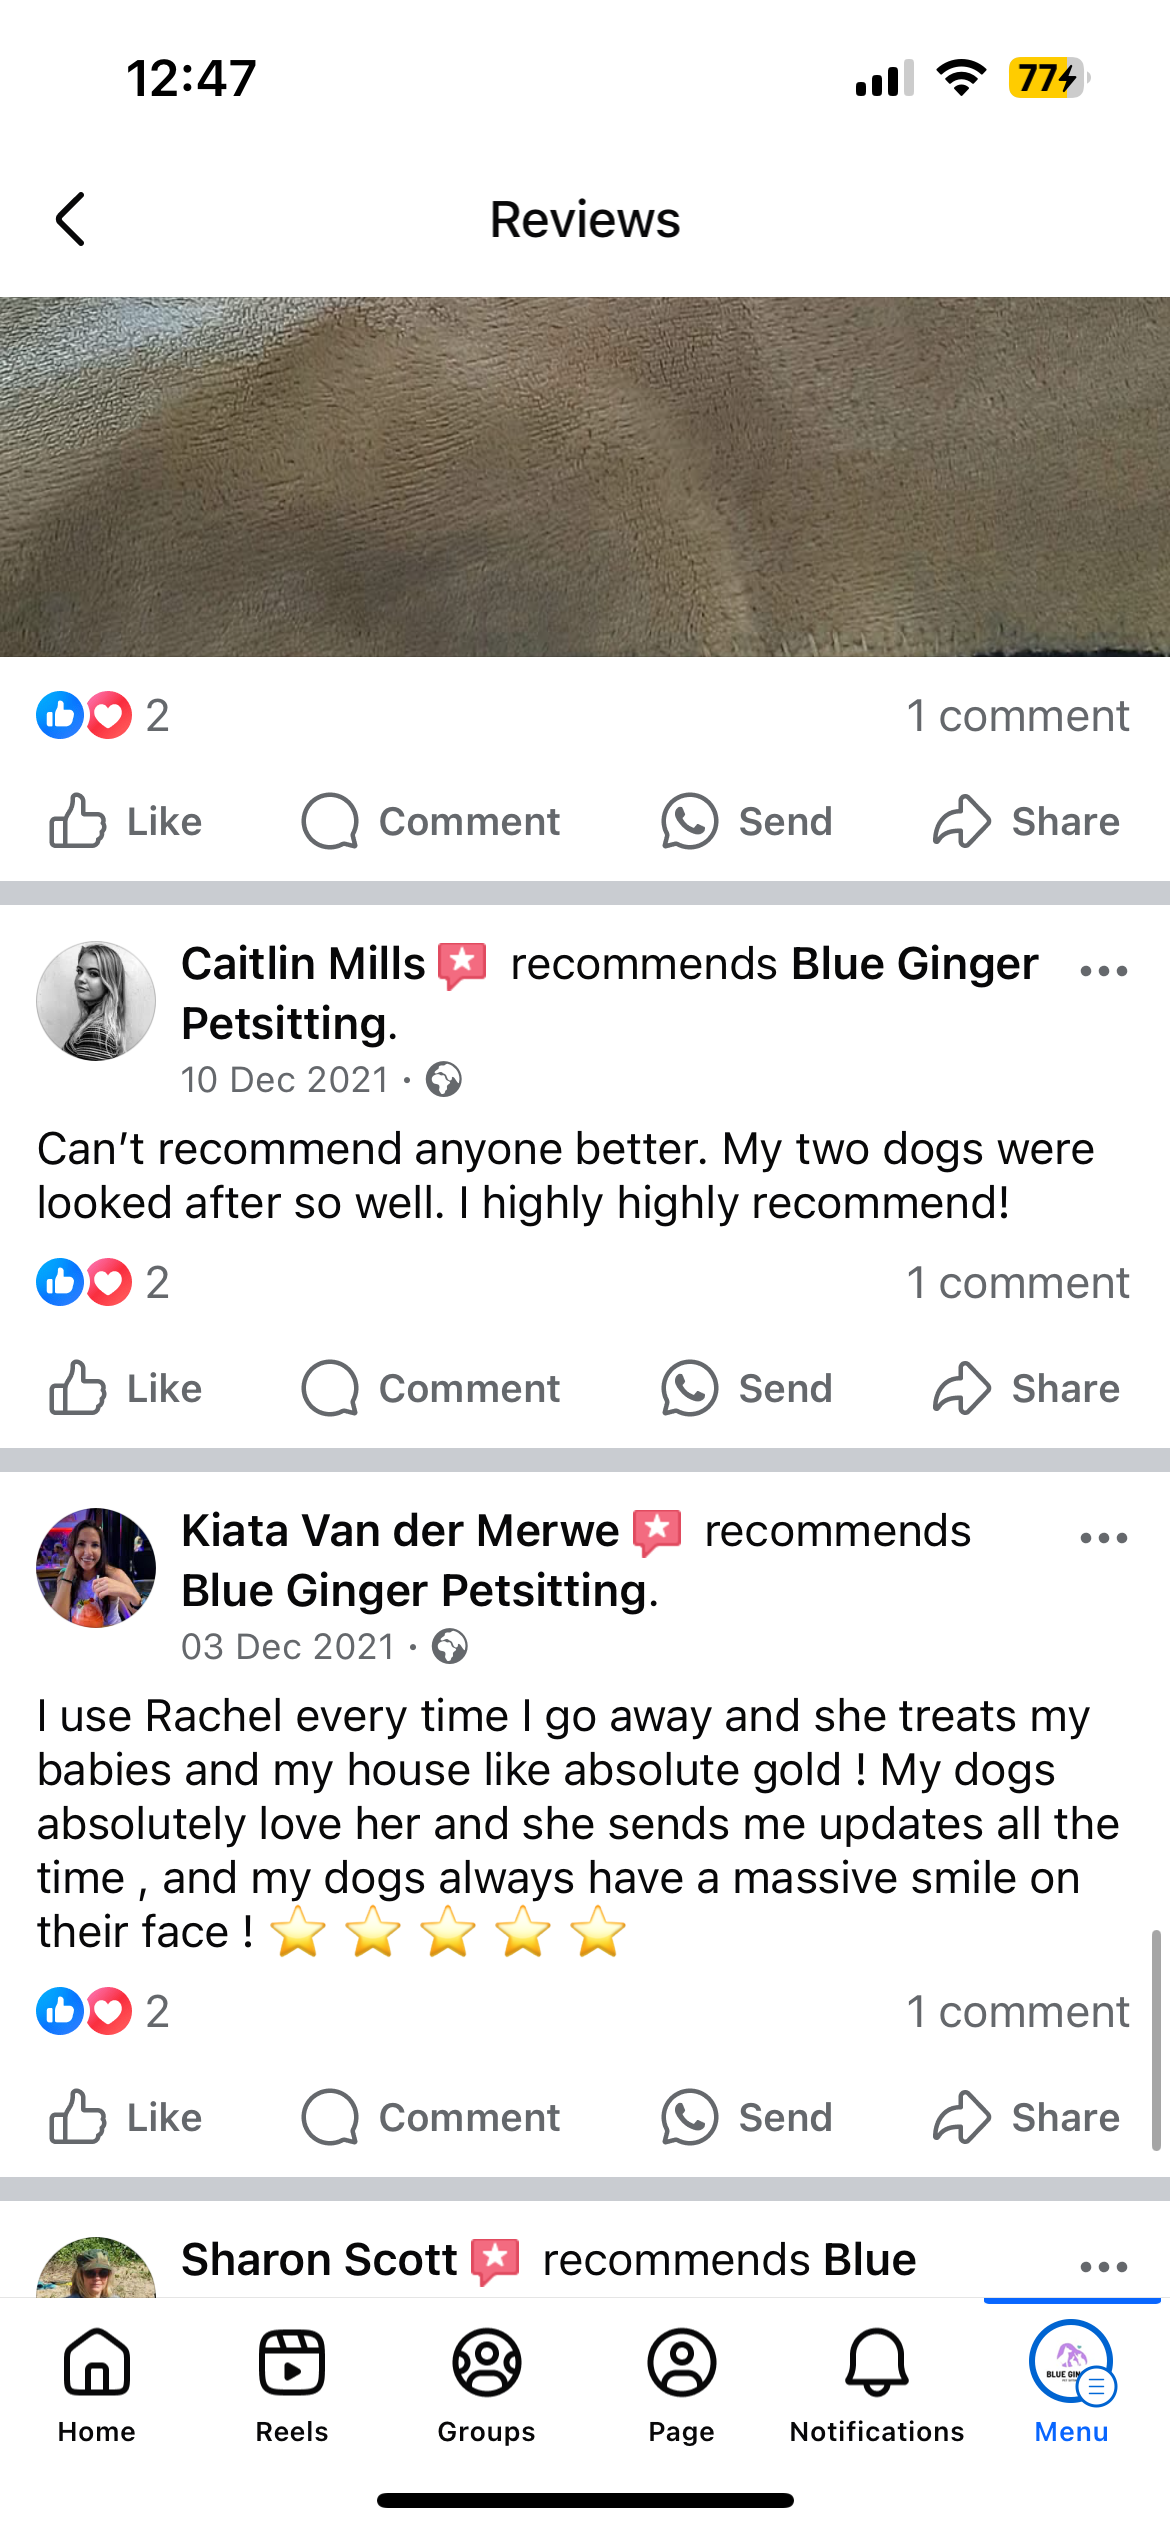 12:47
77
Reviews
2
1 comment
Like
Comment
Send
Share
Caitlin Mills recommends Blue Ginger
Petsitting.
10 Dec 2021 ·
Can’t recommend anyone better. My two dogs were
looked after so well. I highly highly recommend!
2
1 comment
Like
Comment
Send
Share
Kiata Van der Merwe recommends
Blue Ginger Petsitting.
03 Dec 2021 ·
I use Rachel every time I go away and she treats my
babies and my house like absolute gold ! My dogs
absolutely love her and she sends me updates all the
time , and my dogs always have a massive smile on
their face ! ⭐ ⭐ ⭐ ⭐ ⭐
2
1 comment
Like
Comment
Send
Share
Sharon Scott recommends Blue
BLUE GIN
Home
Reels
Groups
Page
Notifications
Menu